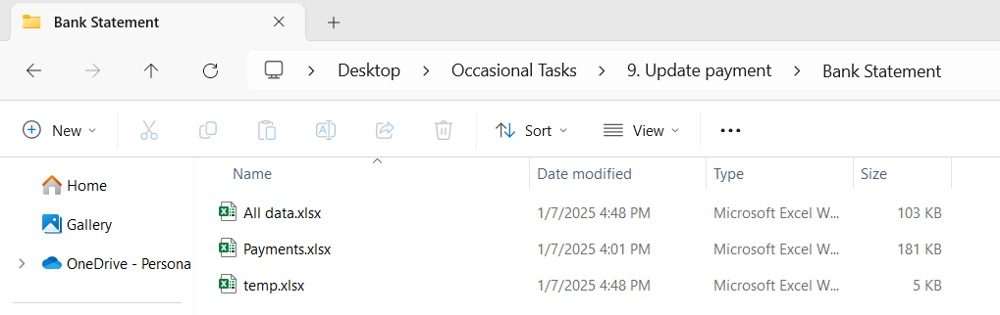 Bank Statement
Desktop > Occasional Tasks > 9. Update payment > Bank Statement
New Sort View
Name Date modified Type Size
Home
Gallery
OneDrive - Persona
All data.xlsx 1/7/2025 4:48 PM Microsoft Excel W... 103 KB
Payments.xlsx 1/7/2025 4:01 PM Microsoft Excel W... 181 KB
temp.xlsx 1/7/2025 4:48 PM Microsoft Excel W... 5 KB